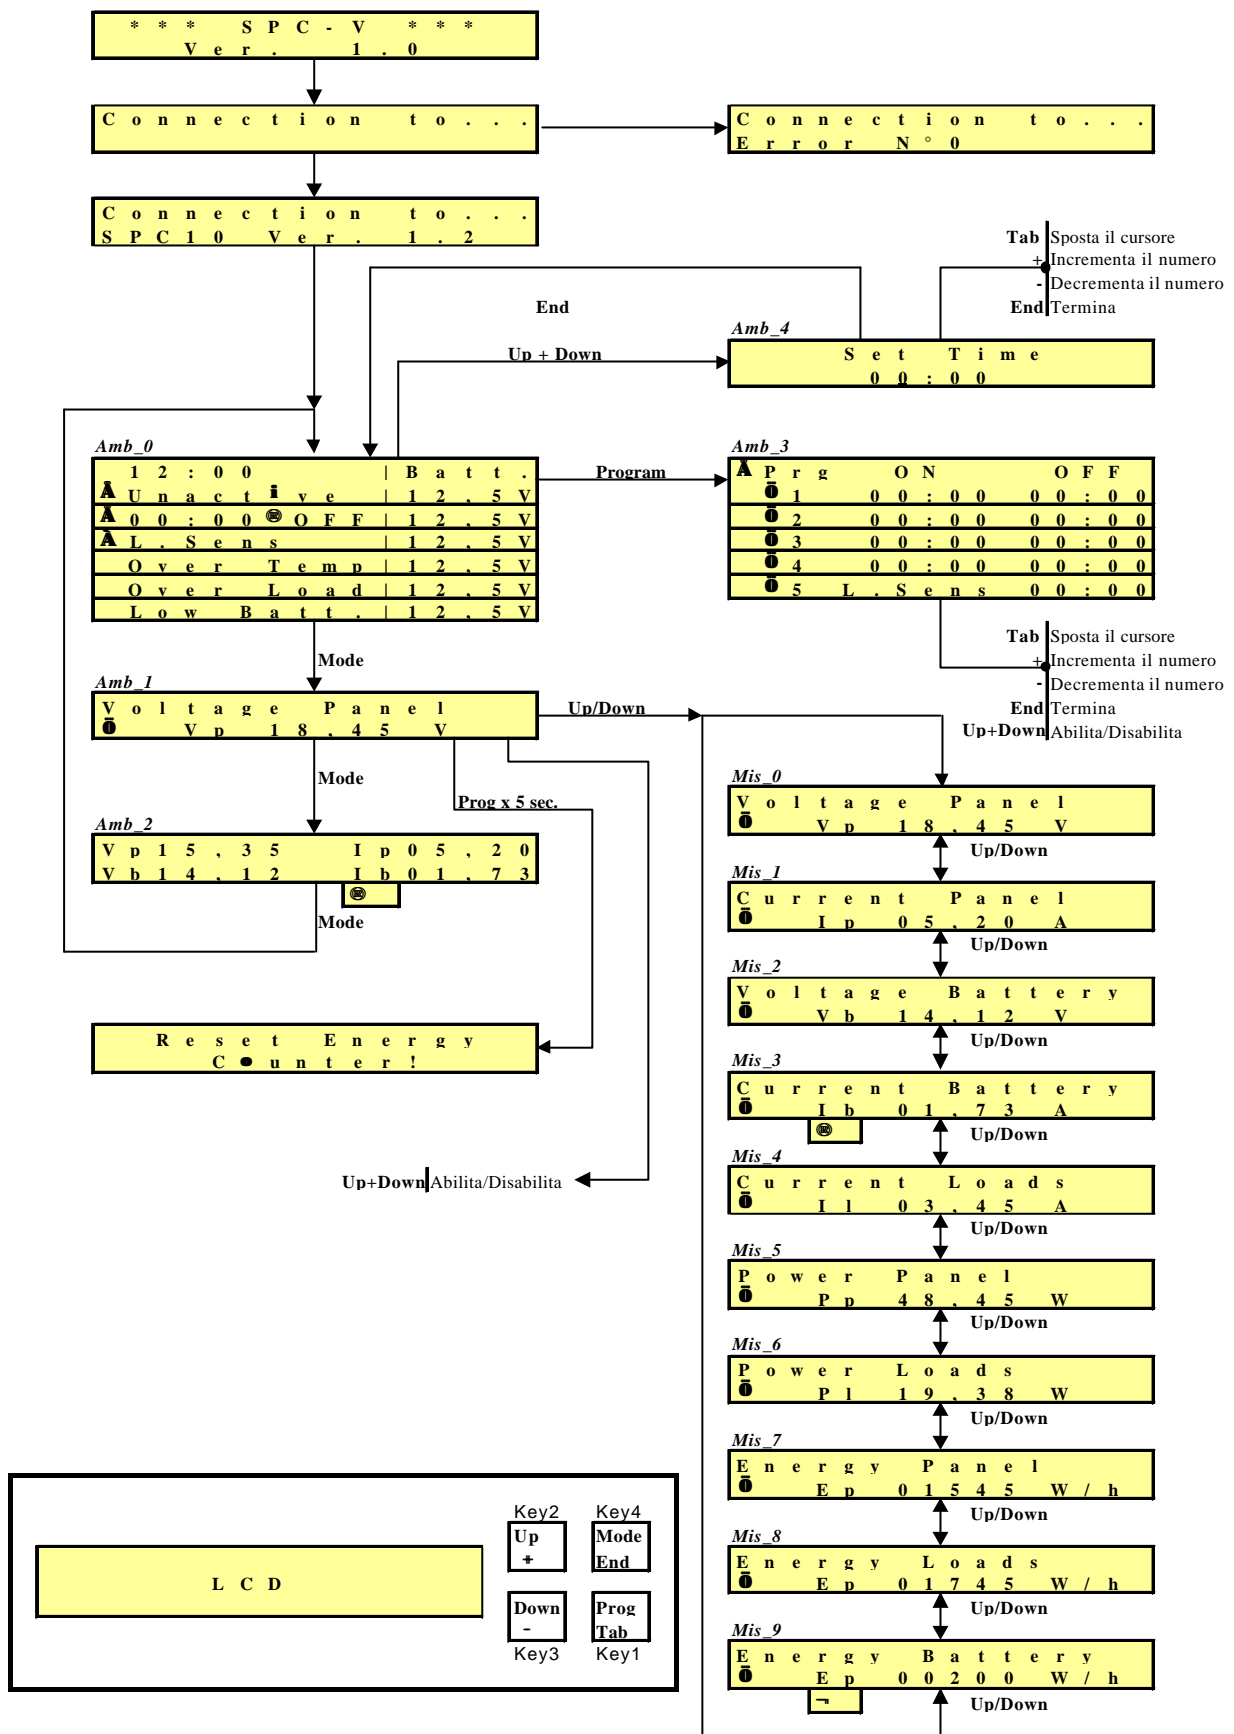 * * * SPC-V * * *
Ver. 1.0
Connection to...
Connection to...
Error N°0
Connection to...
SPC10 Ver. 1.2
Tab Sposta il cursore
+ Incrementa il numero
- Decrementa il numero
End Termina
End
Amb_4
Up + Down
Set Time
00:00
Amb_0
12:00 |Batt.
Unactive |12,5V
00:00 OFF|12,5V
L.Sens |12,5V
Over Temp|12,5V
Over Load|12,5V
Low Batt.|12,5V
Program
Amb_3
Prg ON OFF
1 00:00 00:00
2 00:00 00:00
3 00:00 00:00
4 00:00 00:00
5 L.Sens 00:00
Tab Sposta il cursore
+ Incrementa il numero
- Decrementa il numero
End Termina
Up+Down Abilita/Disabilita
Mode
Amb_1
Voltage Panel
Vp 18,45 V
Up/Down
Mode
Prog x 5 sec.
Amb_2
Vp15,35 Ip05,20
Vb14,12 Ib01,73
Mode
Reset Energy
Counter!
Up+Down Abilita/Disabilita
Mis_0
Voltage Panel
Vp 18,45 V
Up/Down
Mis_1
Current Panel
Ip 05,20 A
Up/Down
Mis_2
Voltage Battery
Vb 14,12 V
Up/Down
Mis_3
Current Battery
Ib 01,73 A
Up/Down
Mis_4
Current Loads
Il 03,45 A
Up/Down
Mis_5
Power Panel
Pp 48,45 W
Up/Down
Mis_6
Power Loads
Pl 19,38 W
Up/Down
Mis_7
Energy Panel
Ep 01545 W/h
Up/Down
Mis_8
Energy Loads
Ep 01745 W/h
Up/Down
Mis_9
Energy Battery
Ep 00200 W/h
¬
Up/Down
LCD
Key2 Key4
Up Mode
+ End
Down Prog
- Tab
Key3 Key1